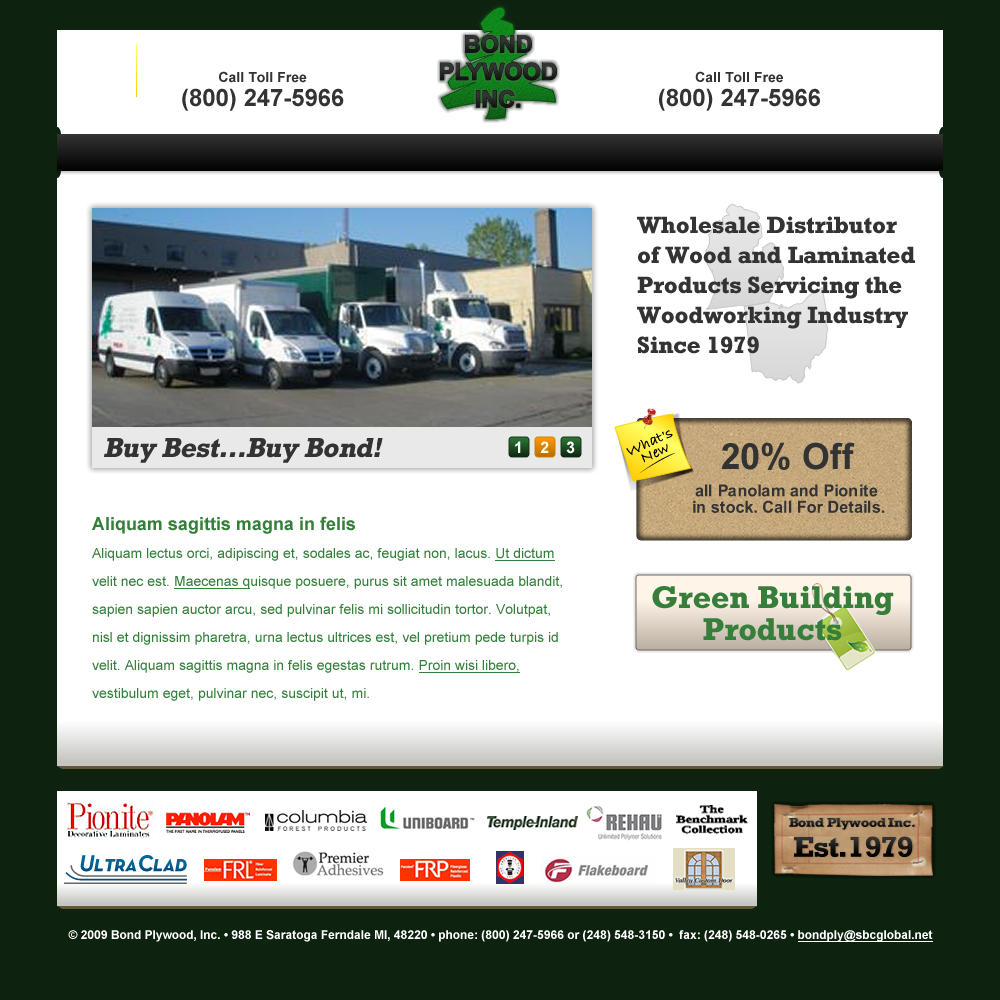 BOND
PLYWOOD
INC.
Call Toll Free
(800) 247-5966
Call Toll Free
(800) 247-5966
Buy Best...Buy Bond!
1 2 3
Wholesale Distributor
of Wood and Laminated
Products Servicing the
Woodworking Industry
Since 1979
What's
New
20% Off
all Panolam and Pionite
in stock. Call For Details.
Green Building
Products
Aliquam sagittis magna in felis
Aliquam lectus orci, adipiscing et, sodales ac, feugiat non, lacus. Ut dictum
velit nec est. Maecenas quisque posuere, purus sit amet malesuada blandit,
sapien sapien auctor arcu, sed pulvinar felis mi sollicitudin tortor. Volutpat,
nisl et dignissim pharetra, urna lectus ultrices est, vel pretium pede turpis id
velit. Aliquam sagittis magna in felis egestas rutrum. Proin wisi libero,
vestibulum eget, pulvinar nec, suscipit ut, mi.
Pionite®
Decorative Laminates
PANOLAM™
THE FIRST NAME IN THERMOFUSED PANELS
columbia
FOREST PRODUCTS
UNIBOARD™
TempleInland
REHAU
Unlimited Polymer Solutions
The
Benchmark
Collection
ULTRACLAD
FRL
Premier
Adhesives
FRP
Flakeboard
Valley Custom Door
Bond Plywood Inc.
Est. 1979
© 2009 Bond Plywood, Inc. • 988 E Saratoga Ferndale MI, 48220 • phone: (800) 247-5966 or (248) 548-3150 • fax: (248) 548-0265 • bondply@sbcglobal.net